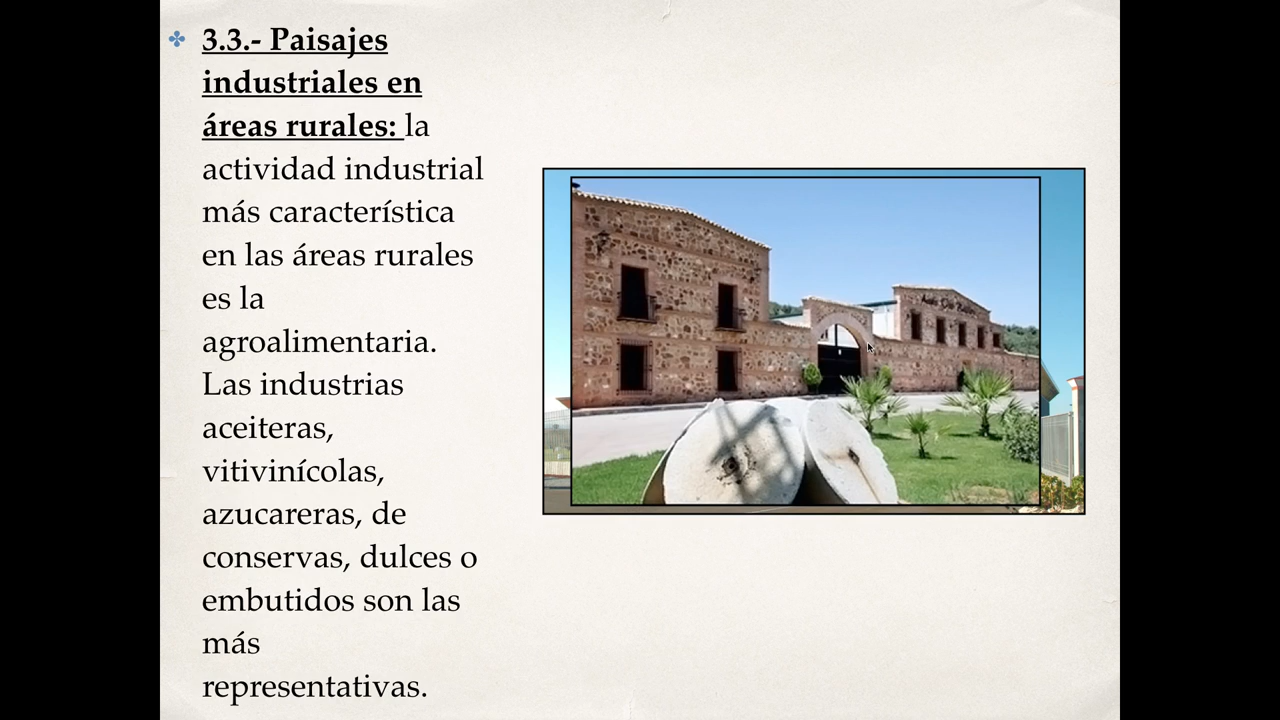 3.3.- Paisajes
industriales en
áreas rurales: la
actividad industrial
más característica
en las áreas rurales
es la
agroalimentaria.
Las industrias
aceiteras,
vitivinícolas,
azucareras, de
conservas, dulces o
embutidos son las
más
representativas.